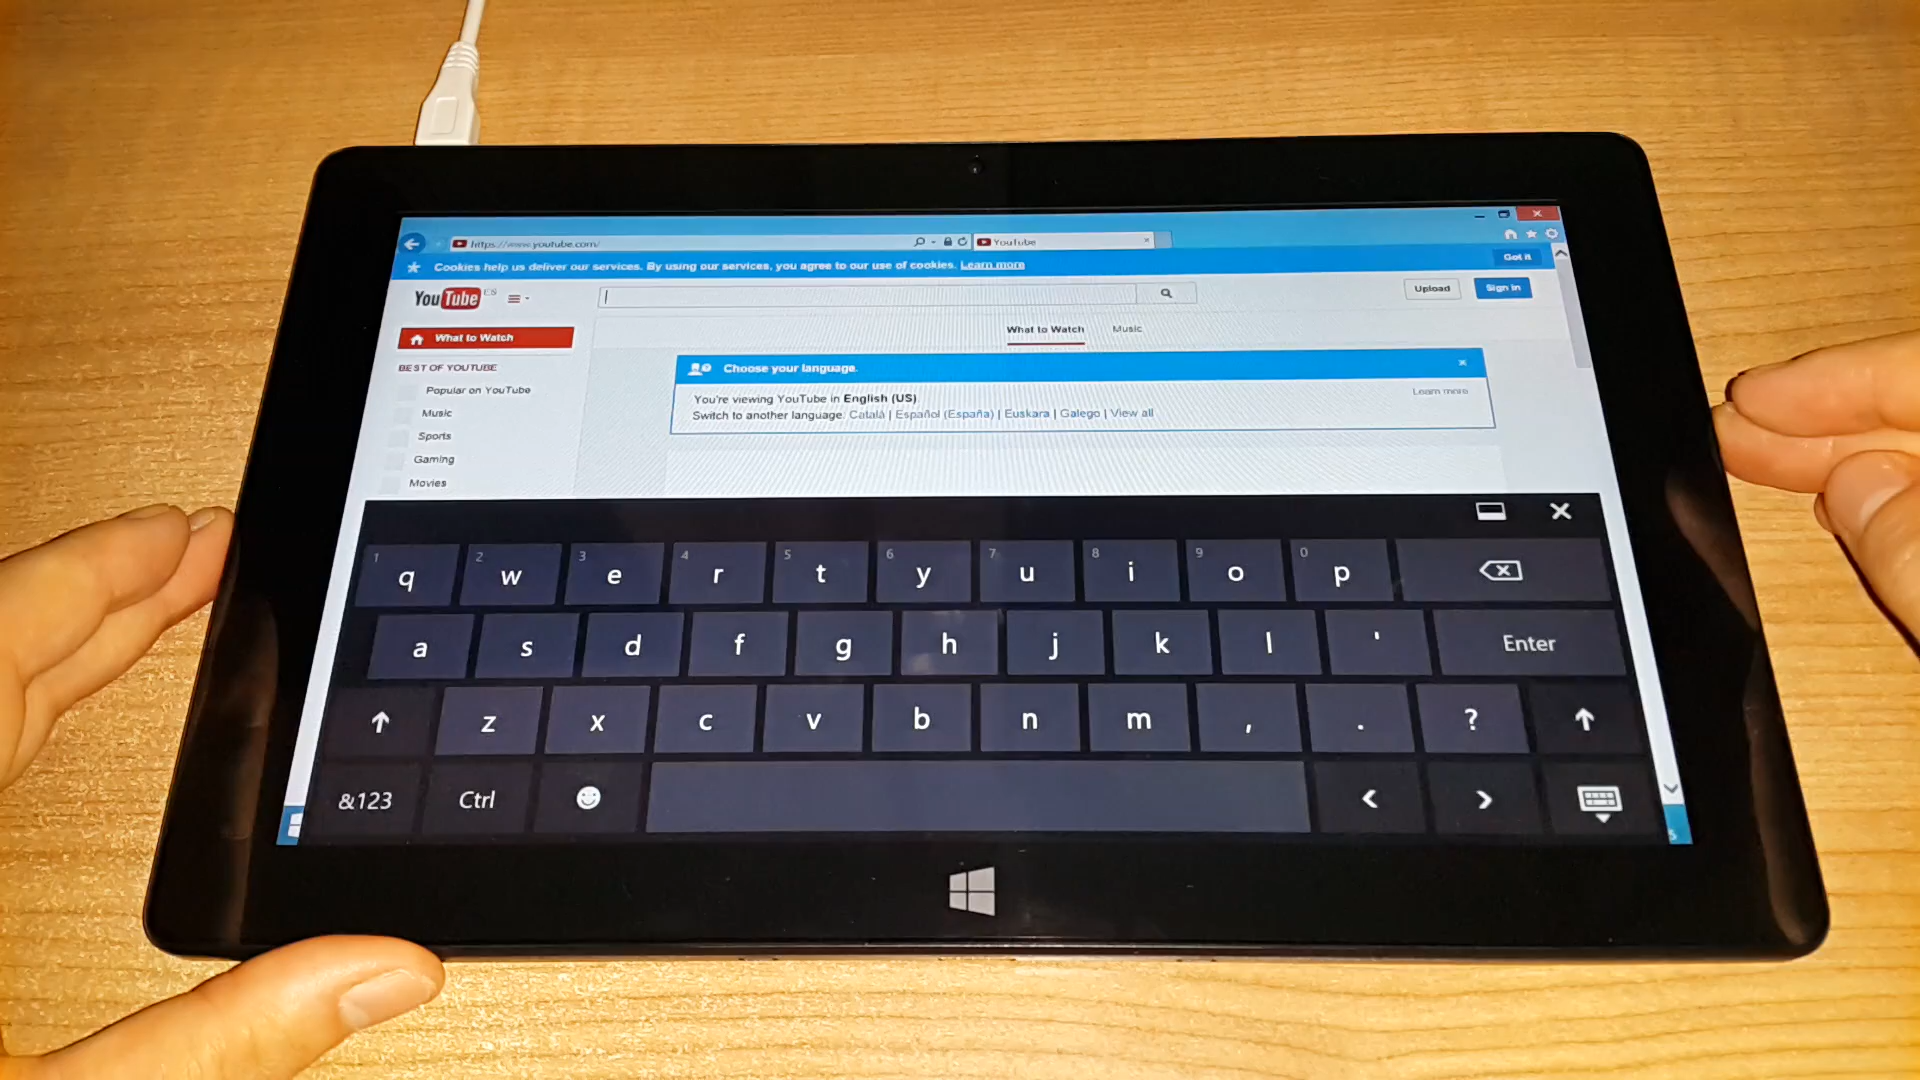 https://www.youtube.com/
YouTube
Cookies help us deliver our services. By using our services, you agree to our use of cookies. Learn more
Got it
YouTube ES
Upload
Sign in
What to Watch
What to Watch
Music
BEST OF YOUTUBE
Popular on YouTube
Music
Sports
Gaming
Movies
Choose your language.
You're viewing YouTube in English (US).
Learn more
Switch to another language: Català | Español (España) | Euskara | Galego | View all
1 2 3 4 5 6 7 8 9 0
q w e r t y u i o p
a s d f g h j k l ' Enter
z x c v b n m , . ?
&123 Ctrl < >